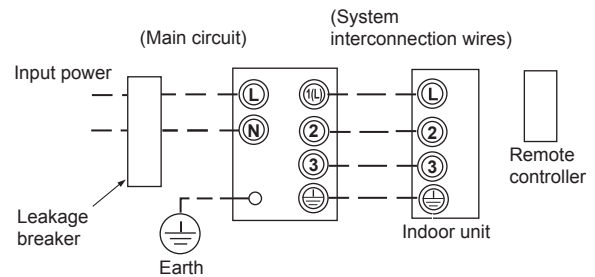 (Main circuit)
(System
interconnection wires)
Input power
L
1(L)
L
N
2
2
3
3
Remote
controller
Leakage
breaker
Indoor unit
Earth